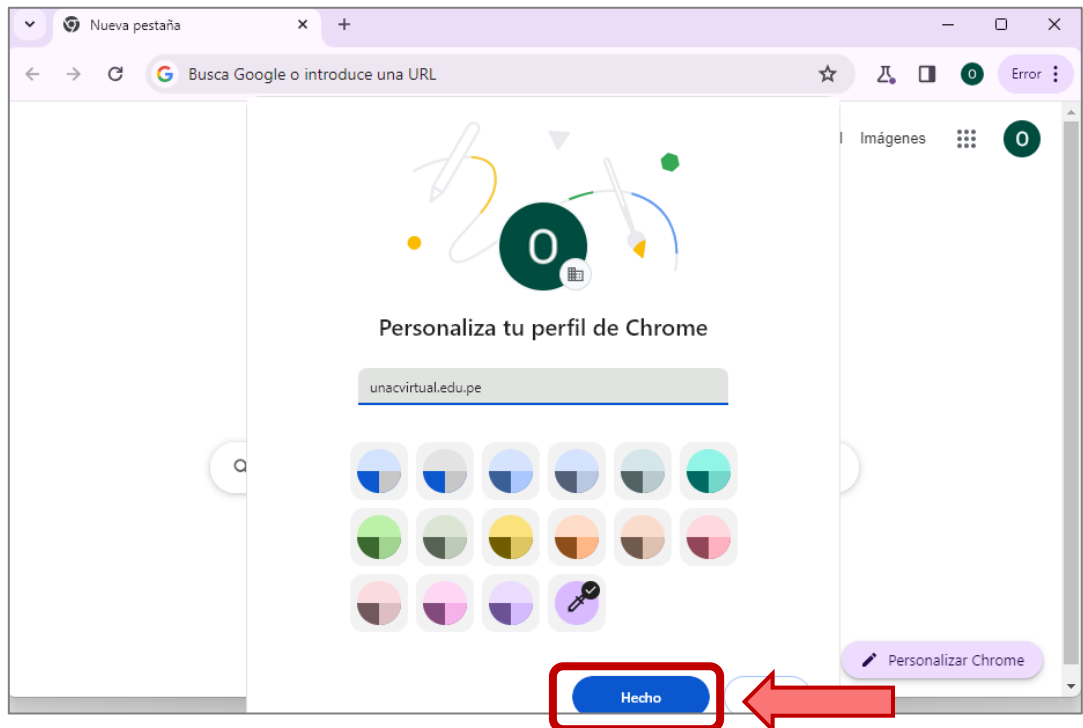 Nueva pestaña
Busca Google o introduce una URL
O
Error
Imágenes
O
O
Personaliza tu perfil de Chrome
unacvirtual.edu.pe
Personalizar Chrome
Hecho